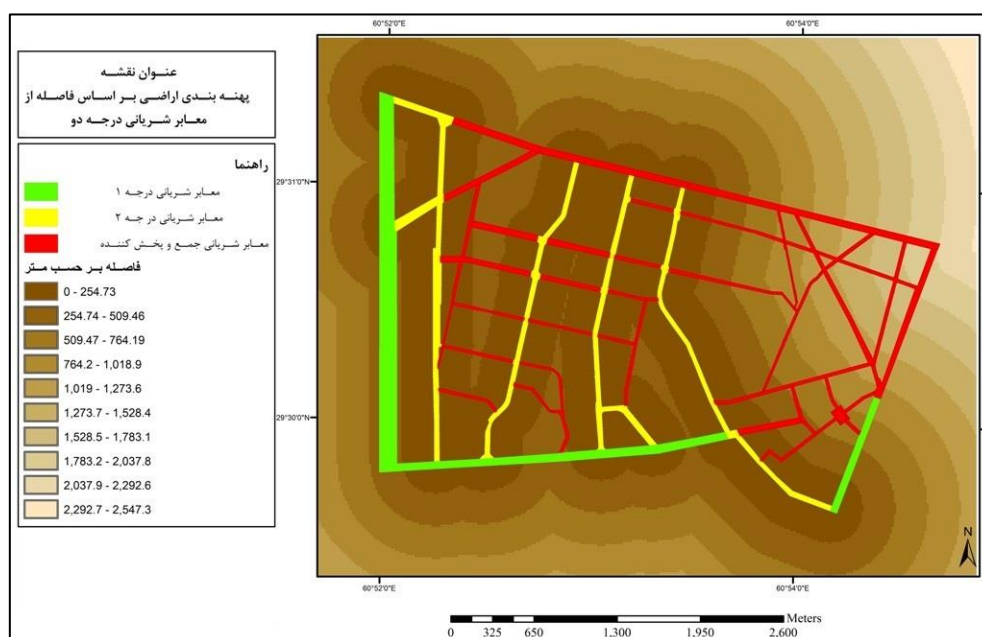 60°52'0"E
60°54'0"E
عنوان نقشه
پهنه بندی اراضی بر اساس فاصله از
معابر شریانی درجه دو
راهنما
معابر شریانی درجه ۱
معابر شریانی درجه ۲
معابر شریانی جمع و پخش کننده
فاصله بر حسب متر
0 - 254.73
254.74 - 509.46
509.47 - 764.19
764.2 - 1,018.9
1,019 - 1,273.6
1,273.7 - 1,528.4
1,528.5 - 1,783.1
1,783.2 - 2,037.8
2,037.9 - 2,292.6
2,292.7 - 2,547.3
29°31'0"N
29°30'0"N
N
60°52'0"E
60°54'0"E
Meters
0 325 650 1,300 1,950 2,600